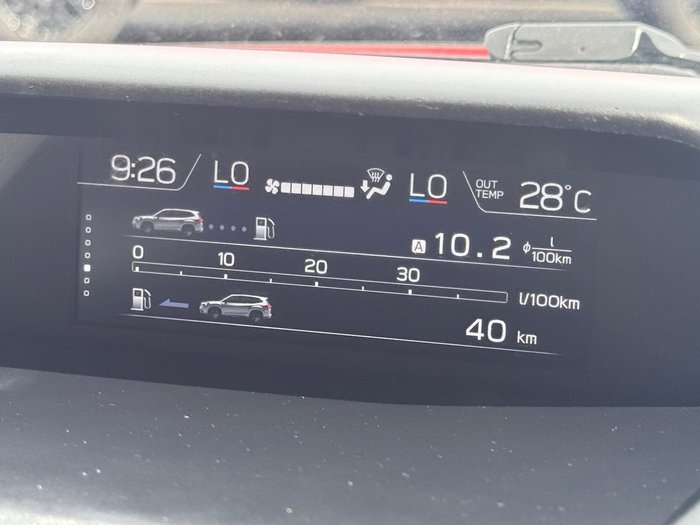 9:26 LO LO OUT TEMP 28°C
A 10.2 ϕ l/100km
0 10 20 30 l/100km
40 km